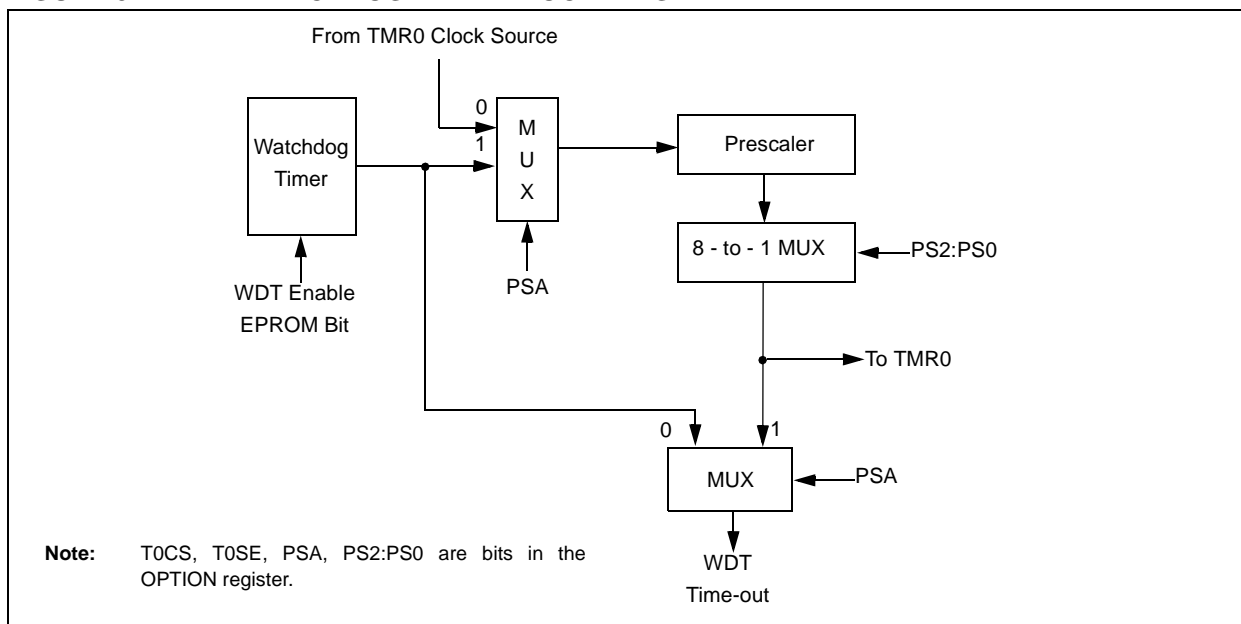 From TMR0 Clock Source
0
1
M
U
X
Watchdog
Timer
Prescaler
8 - to - 1 MUX
PS2:PS0
PSA
WDT Enable
EPROM Bit
To TMR0
0
1
MUX
PSA
WDT
Time-out
Note: T0CS, T0SE, PSA, PS2:PS0 are bits in the
OPTION register.